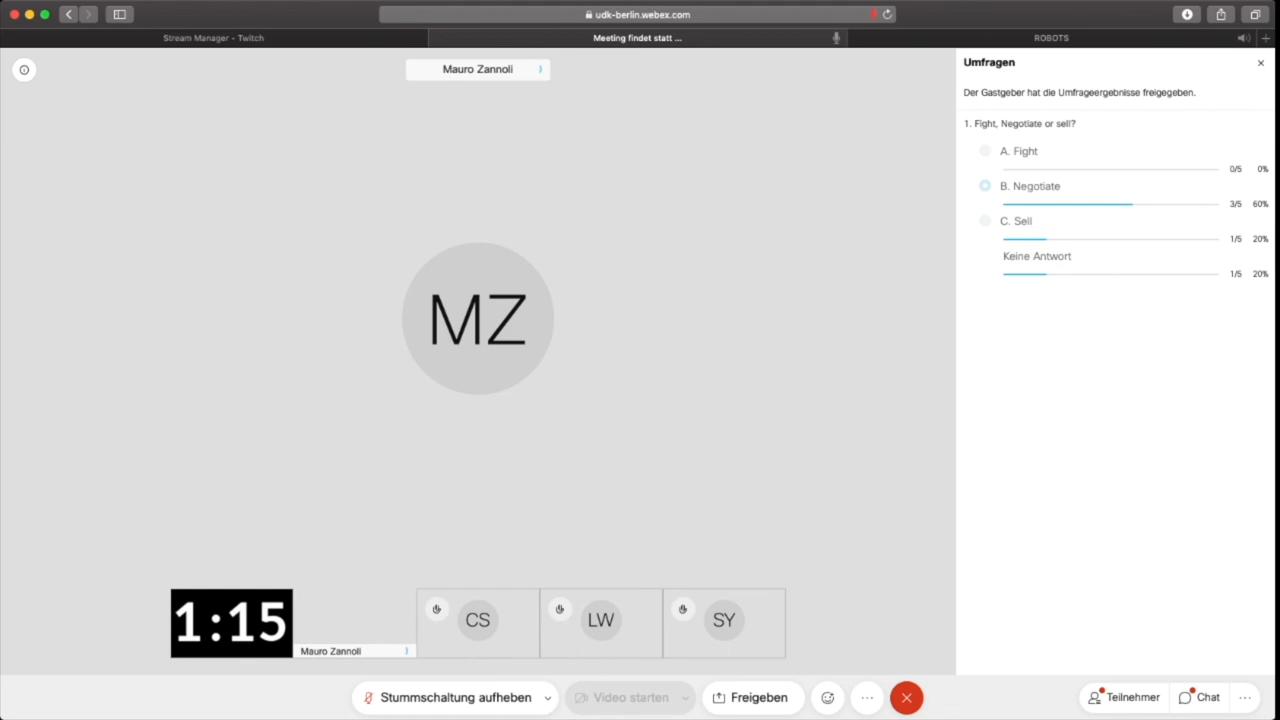 udk-berlin.webex.com
Stream Manager - Twitch
Meeting findet statt ...
ROBOTS
Mauro Zannoli
Umfragen
Der Gastgeber hat die Umfrageergebnisse freigegeben.
1. Fight, Negotiate or sell?
A. Fight
0/5 0%
B. Negotiate
3/5 60%
C. Sell
1/5 20%
Keine Antwort
1/5 20%
MZ
1:15
Mauro Zannoli
CS
LW
SY
Stummschaltung aufheben
Video starten
Freigeben
Teilnehmer
Chat